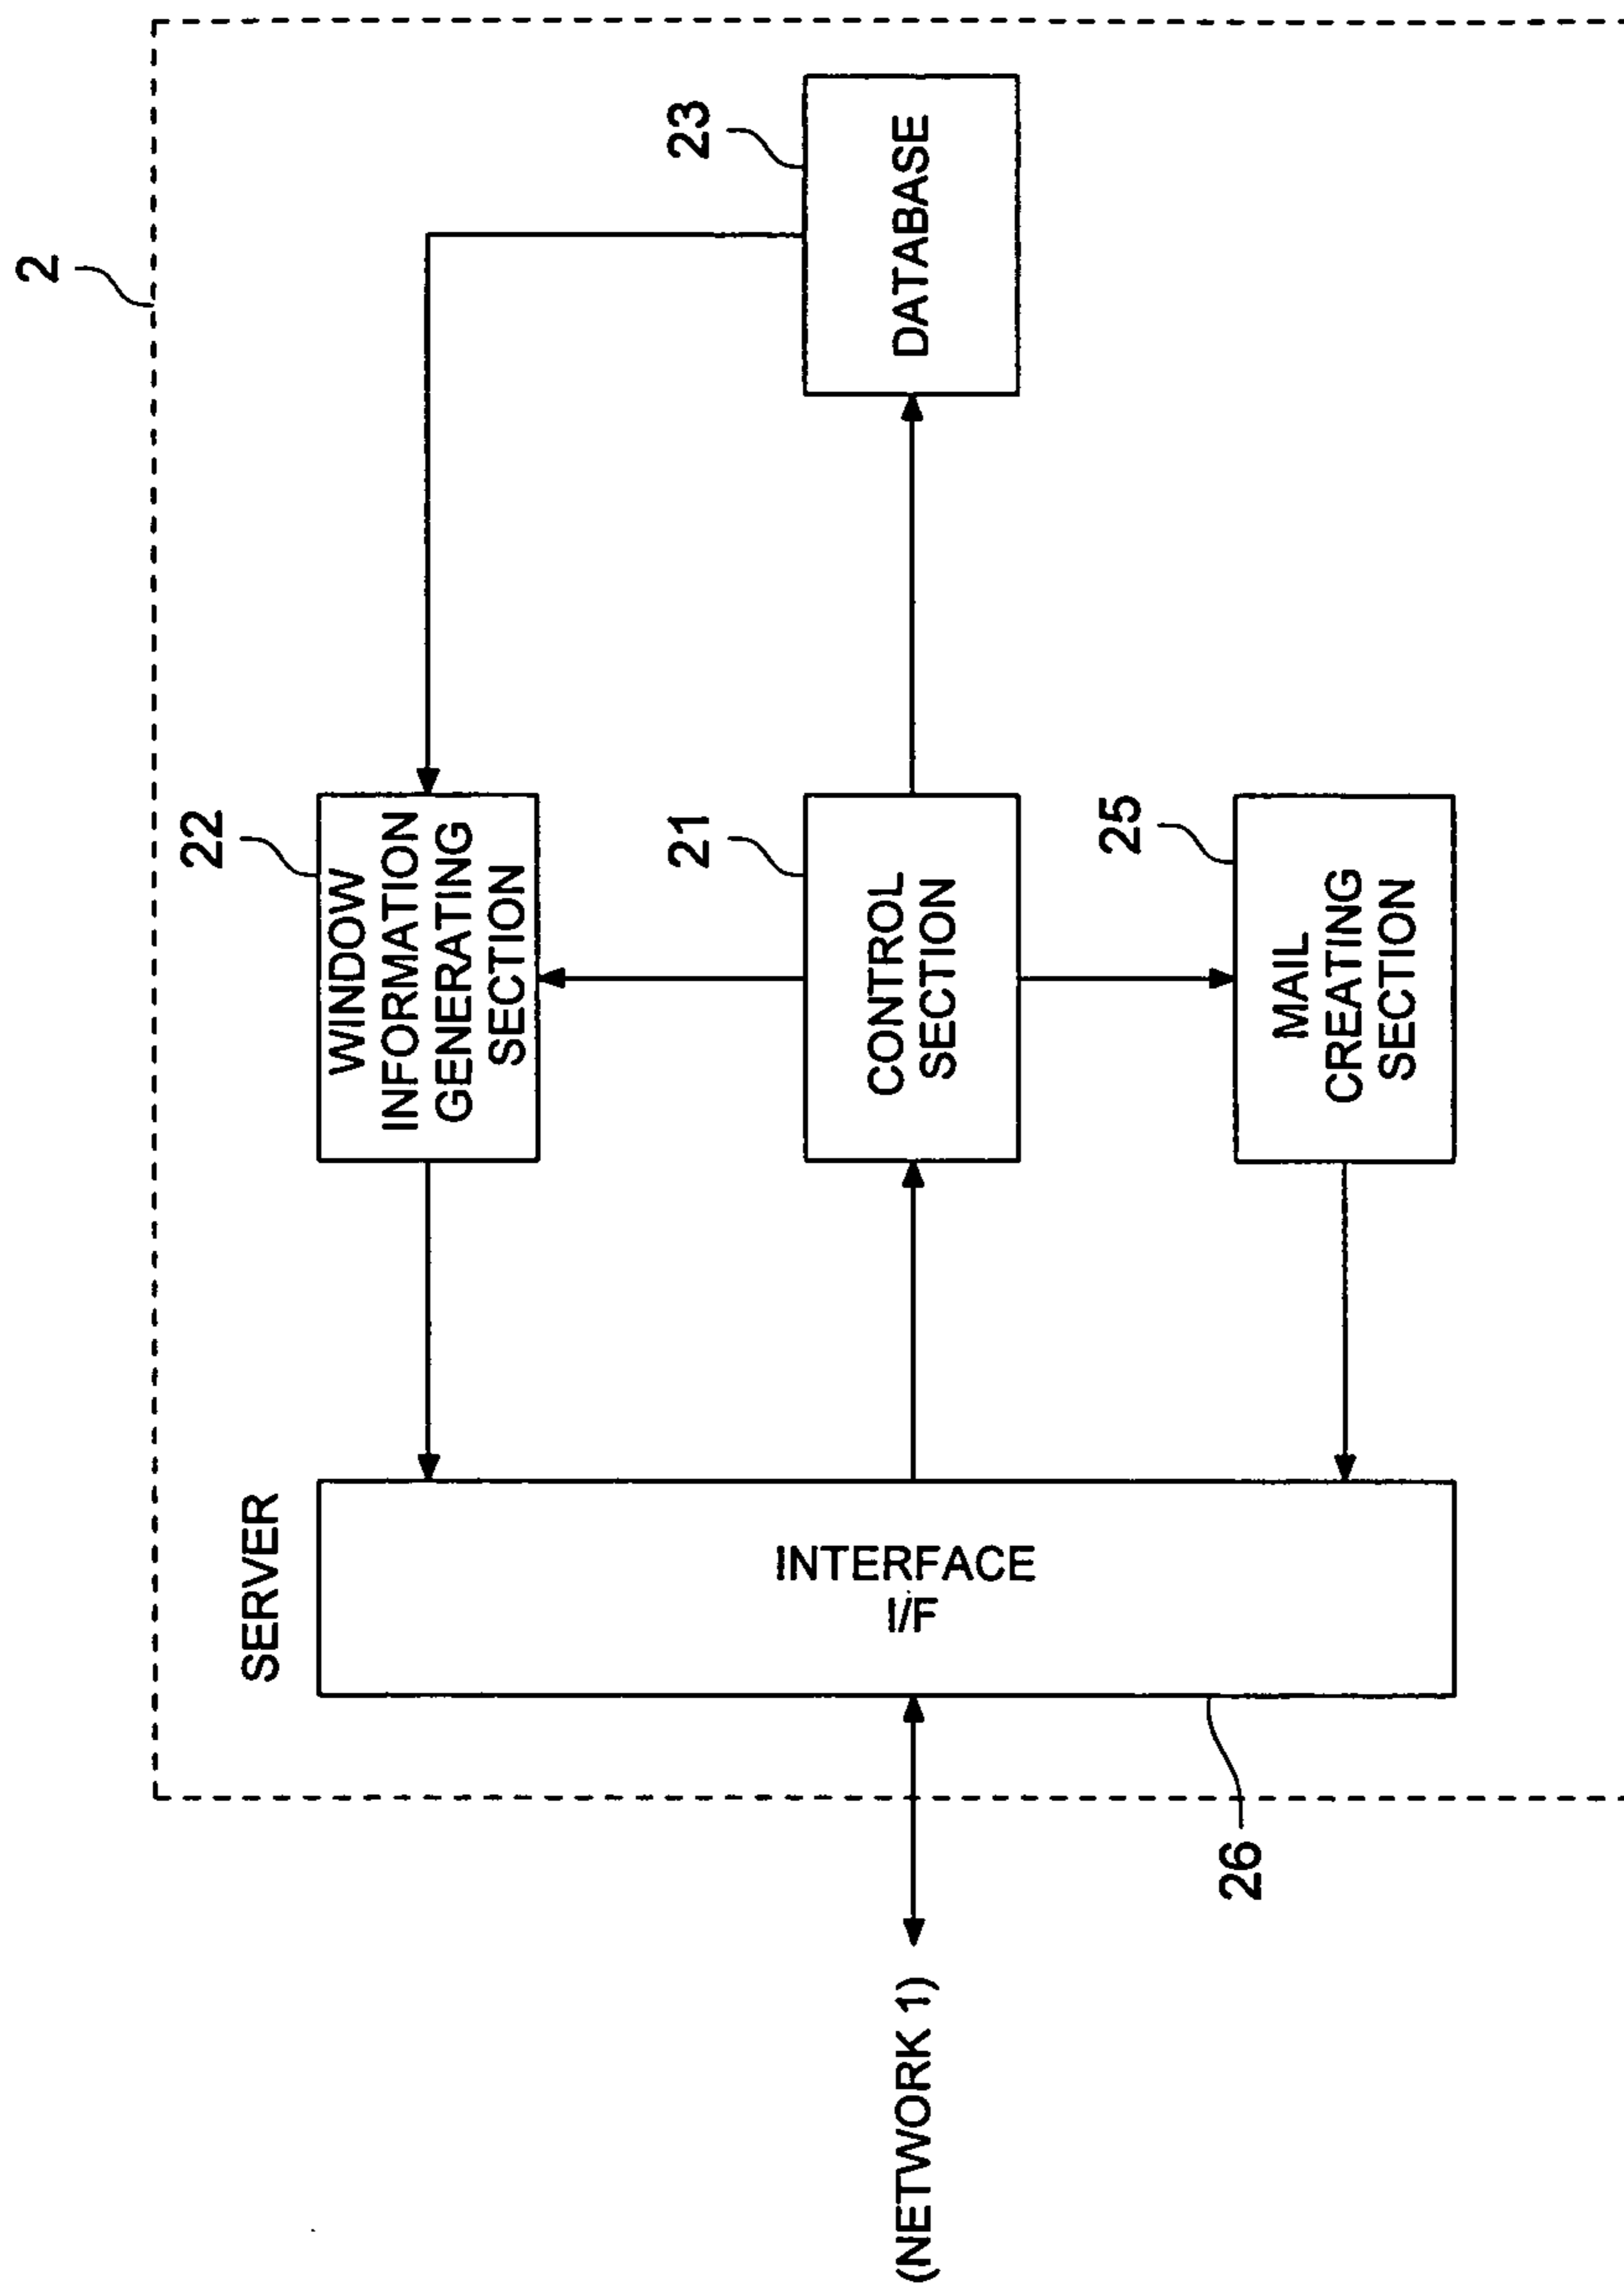 2
SERVER
22
WINDOW
INFORMATION
GENERATING
SECTION
23
DATABASE
21
CONTROL
SECTION
25
MAIL
CREATING
SECTION
INTERFACE
I/F
26
(NETWORK 1)